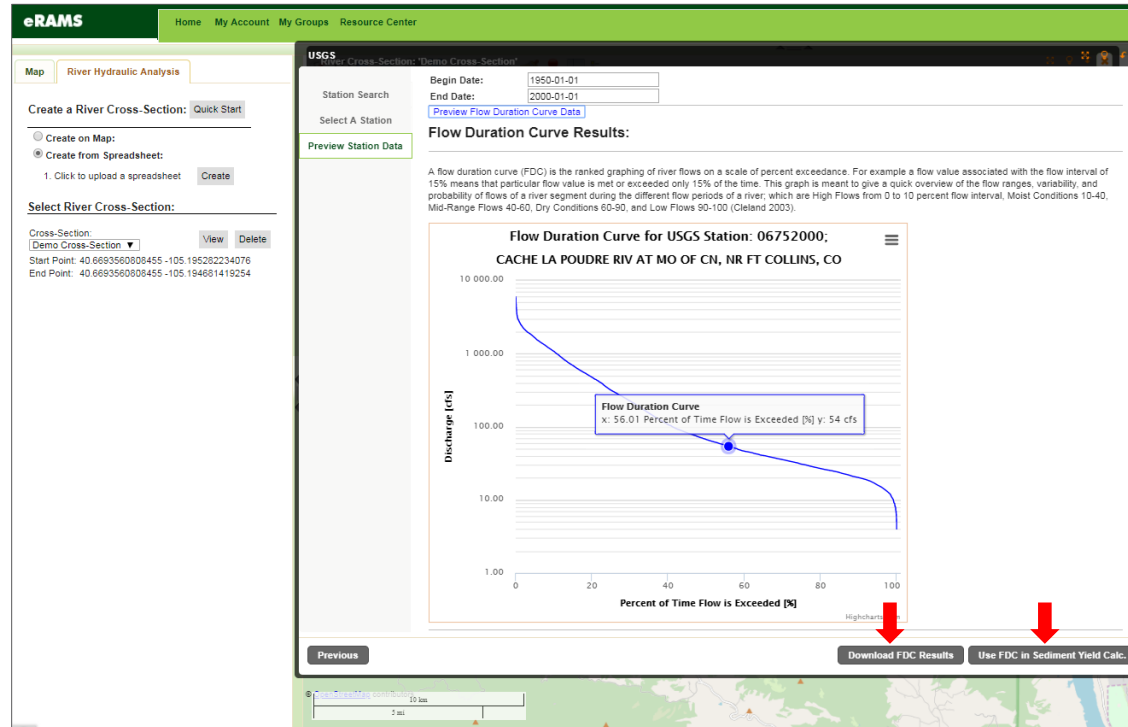 eRAMS
Home My Account My Groups Resource Center
Map River Hydraulic Analysis
Create a River Cross-Section: Quick Start
Create on Map:
Create from Spreadsheet:
1. Click to upload a spreadsheet Create
Select River Cross-Section:
Cross-Section:
Demo Cross-Section ▼ View Delete
Start Point: 40.6693560808455 -105.195282234076
End Point: 40.6693560808455 -105.194681419254
USGS
River Cross-Section: 'Demo Cross-Section'
Station Search
Select A Station
Preview Station Data
Begin Date: 1950-01-01
End Date: 2000-01-01
Preview Flow Duration Curve Data
Flow Duration Curve Results:
A flow duration curve (FDC) is the ranked graphing of river flows on a scale of percent exceedance. For example a flow value associated with the flow interval of
15% means that particular flow value is met or exceeded only 15% of the time. This graph is meant to give a quick overview of the flow ranges, variability, and
probability of flows of a river segment during the different flow periods of a river; which are High Flows from 0 to 10 percent flow interval, Moist Conditions 10-40,
Mid-Range Flows 40-60, Dry Conditions 60-90, and Low Flows 90-100 (Cleland 2003).
Flow Duration Curve for USGS Station: 06752000;
CACHE LA POUDRE RIV AT MO OF CN, NR FT COLLINS, CO
10 000.00
1 000.00
100.00
10.00
1.00
Discharge [cfs]
Flow Duration Curve
x: 56.01 Percent of Time Flow is Exceeded [%] y: 54 cfs
0 20 40 60 80 100
Percent of Time Flow is Exceeded [%]
Previous
Download FDC Results
Use FDC in Sediment Yield Calc.
© OpenStreetMap contributors
10 km
5 mi